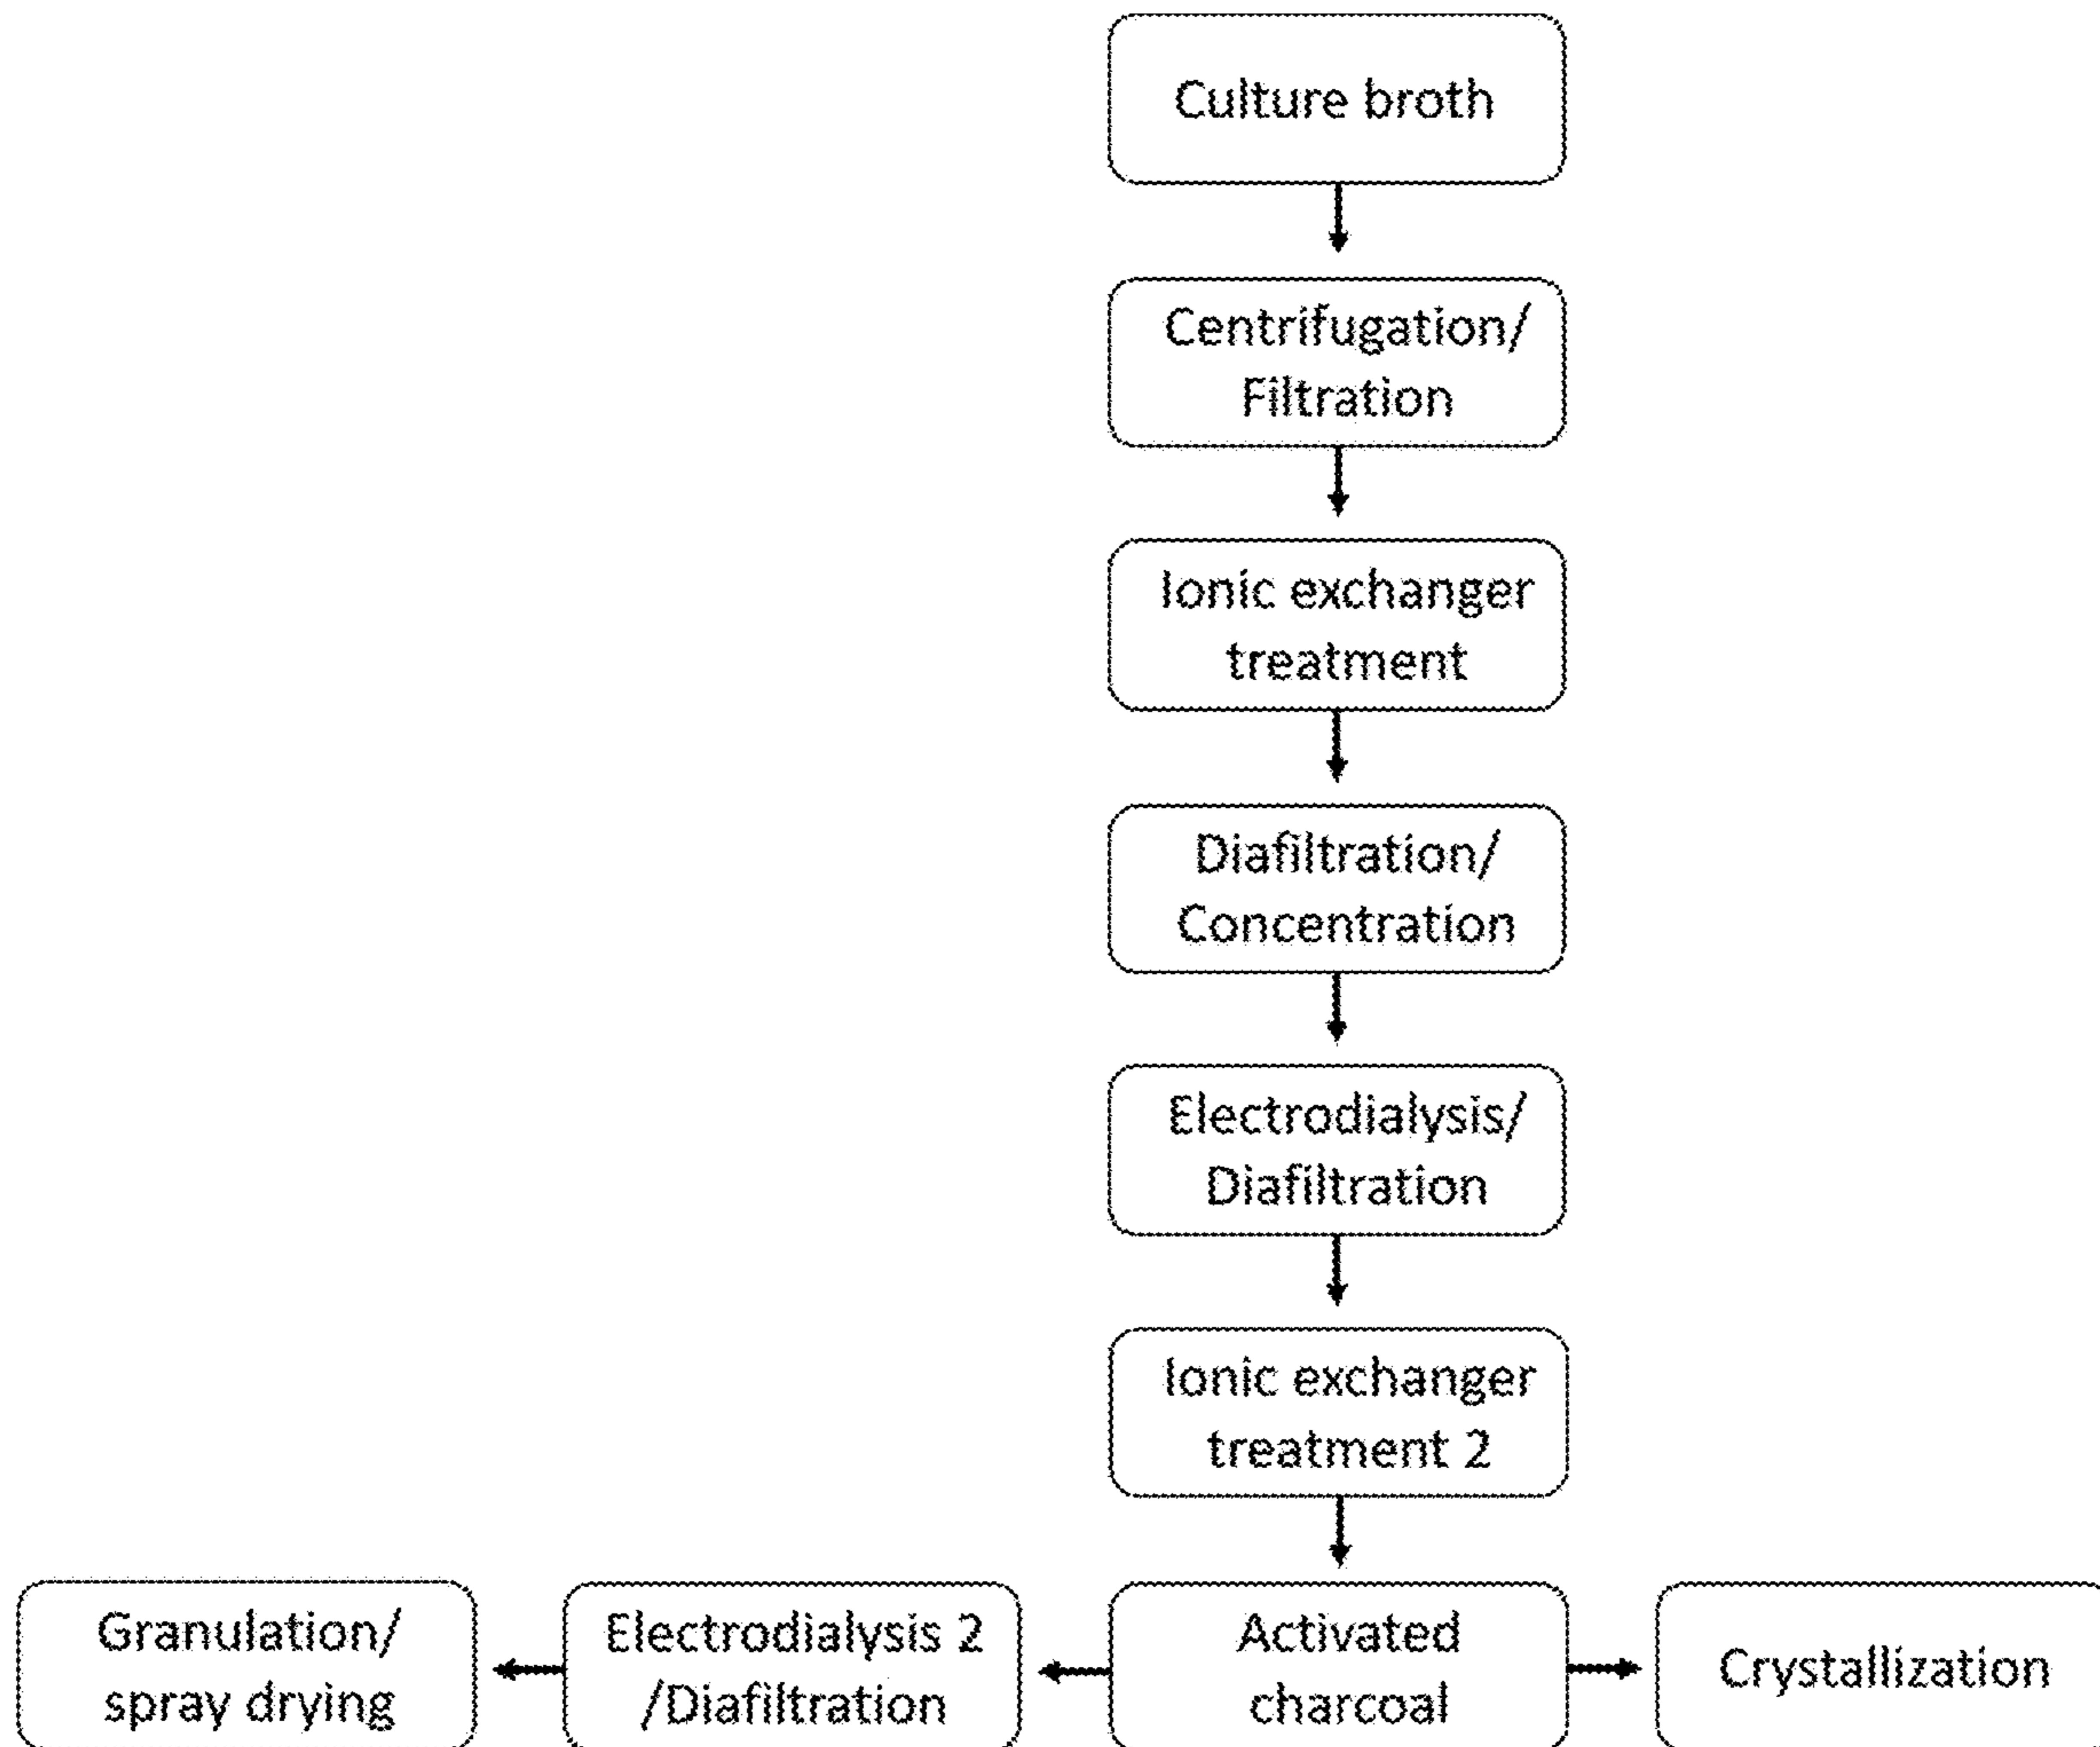 Culture broth
Centrifugation/
Filtration
Ionic exchanger
treatment
Diafiltration/
Concentration
Electrodialysis/
Diafiltration
Ionic exchanger
treatment 2
Granulation/
spray drying
Electrodialysis 2
/Diafiltration
Activated
charcoal
Crystallization